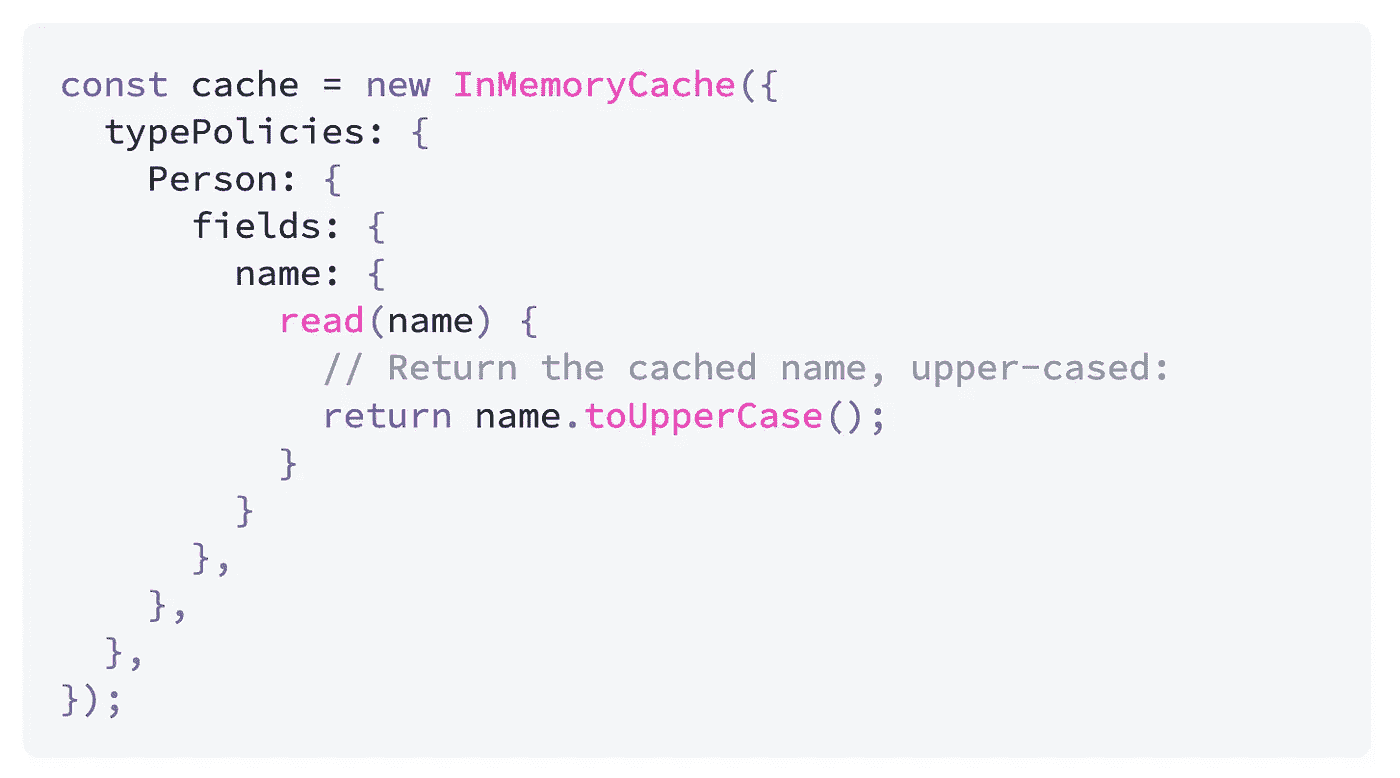 const cache = new InMemoryCache({
  typePolicies: {
    Person: {
      fields: {
        name: {
          read(name) {
            // Return the cached name, upper-cased:
            return name.toUpperCase();
          }
        }
      },
    },
  },
});